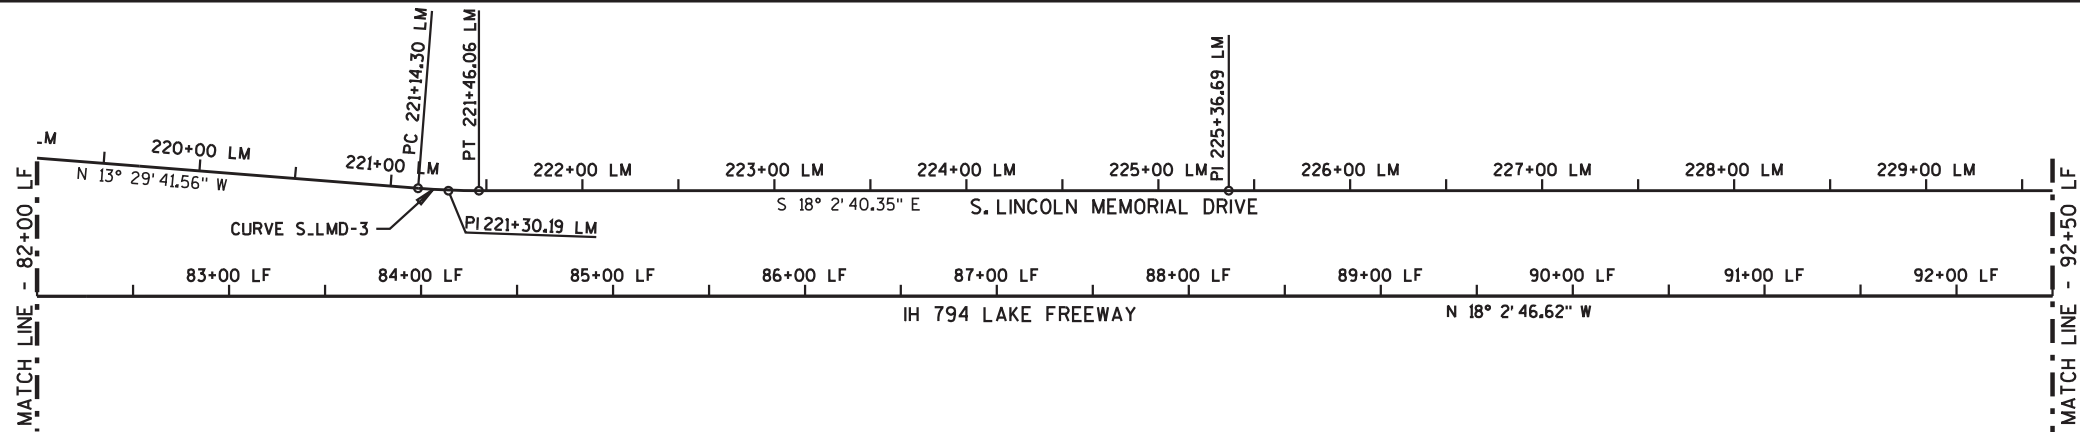 PC 221+14.30 LM
PT 221+46.06 LM
PI 225+36.69 LM
LM
220+00 LM
221+00 LM
222+00 LM
223+00 LM
224+00 LM
225+00 LM
226+00 LM
227+00 LM
228+00 LM
229+00 LM
N 13° 29' 41.56" W
S 18° 2' 40.35" E
S. LINCOLN MEMORIAL DRIVE
CURVE S_LMD-3
PI 221+30.19 LM
83+00 LF
84+00 LF
85+00 LF
86+00 LF
87+00 LF
88+00 LF
89+00 LF
90+00 LF
91+00 LF
92+00 LF
IH 794 LAKE FREEWAY
N 18° 2' 46.62" W
MATCH LINE - 82+00 LF
MATCH LINE - 92+50 LF